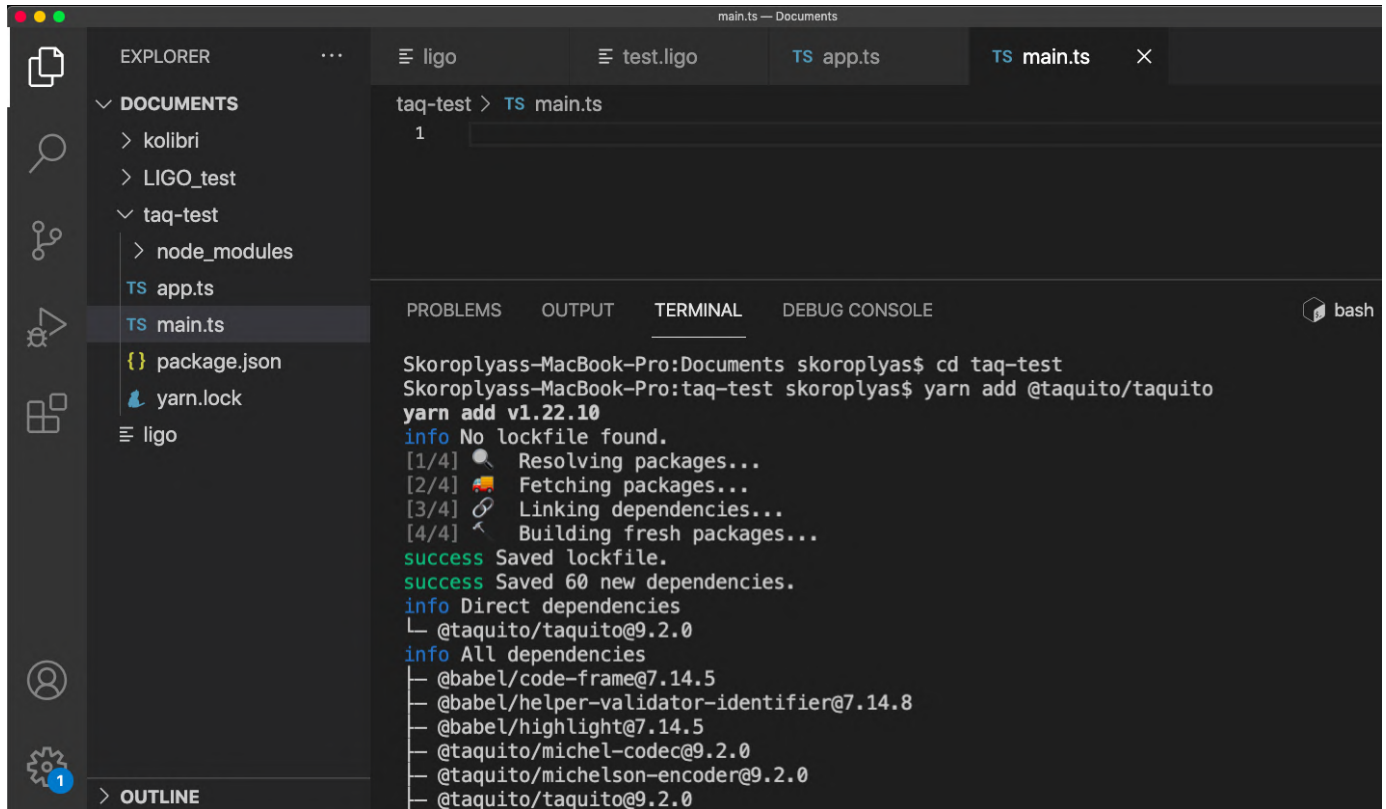 main.ts — Documents
EXPLORER ...
DOCUMENTS
kolibri
LIGO_test
taq-test
node_modules
TS app.ts
TS main.ts
{} package.json
yarn.lock
ligo
1
OUTLINE
ligo
test.ligo
TS app.ts
TS main.ts
taq-test > TS main.ts
1
PROBLEMS OUTPUT TERMINAL DEBUG CONSOLE
bash
Skoroplyass-MacBook-Pro:Documents skoroplyas$ cd taq-test
Skoroplyass-MacBook-Pro:taq-test skoroplyas$ yarn add @taquito/taquito
yarn add v1.22.10
info No lockfile found.
[1/4] 🔍 Resolving packages...
[2/4] 🚚 Fetching packages...
[3/4] 🔗 Linking dependencies...
[4/4] 🔨 Building fresh packages...
success Saved lockfile.
success Saved 60 new dependencies.
info Direct dependencies
└─ @taquito/taquito@9.2.0
info All dependencies
├─ @babel/code-frame@7.14.5
├─ @babel/helper-validator-identifier@7.14.8
├─ @babel/highlight@7.14.5
├─ @taquito/michel-codec@9.2.0
├─ @taquito/michelson-encoder@9.2.0
├─ @taquito/taquito@9.2.0